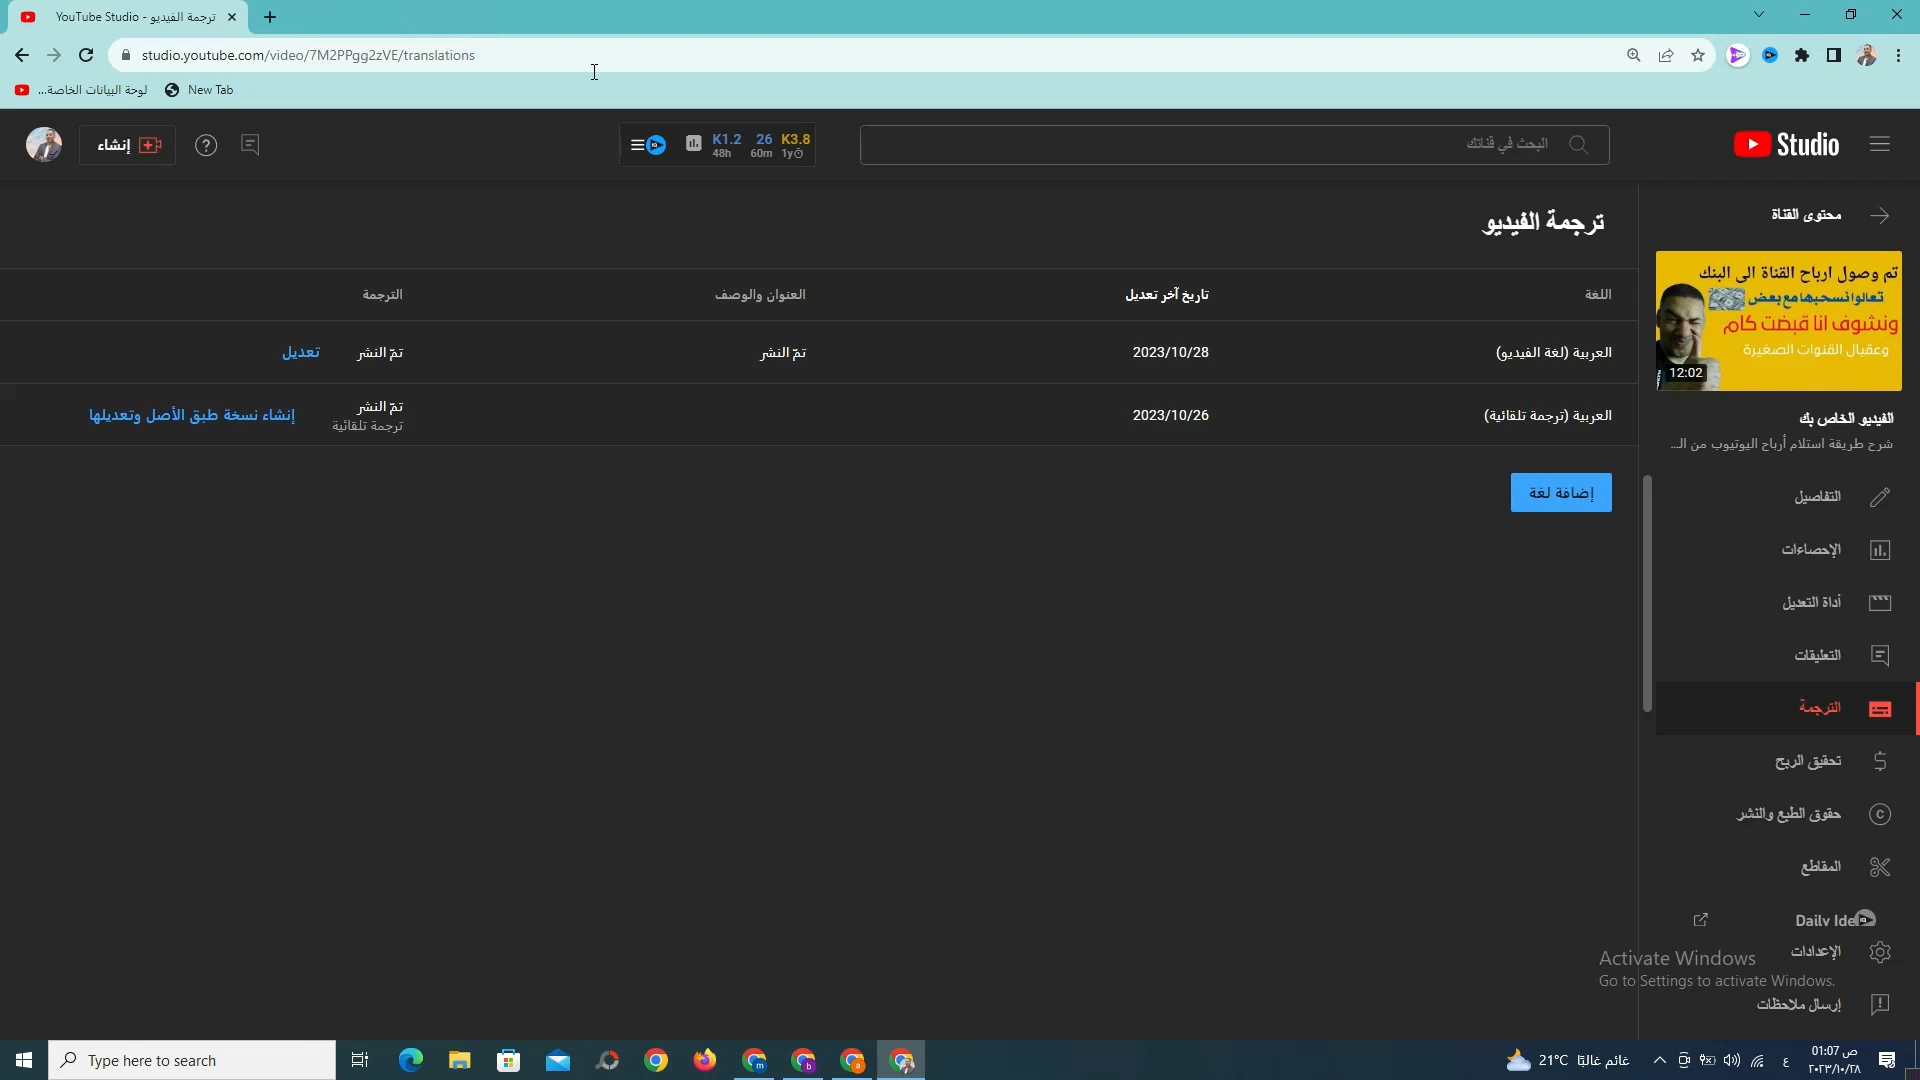 YouTube Studio - ترجمة الفيديو
studio.youtube.com/video/7M2PPgg2zVE/translations
لوحة البيانات الخاصة...
New Tab
إنشاء
K1.2 26 K3.8
48h 60m 1y
البحث في قناتك
Studio
محتوى القناة
ترجمة الفيديو
اللغة
تاريخ آخر تعديل
العنوان والوصف
الترجمة
العربية (لغة الفيديو)
2023/10/28
تمّ النشر
تمّ النشر
تعديل
العربية (ترجمة تلقائية)
2023/10/26
تمّ النشر
ترجمة تلقائية
إنشاء نسخة طبق الأصل وتعديلها
إضافة لغة
تم وصول ارباح القناة الى البنك
تعالوا نسحبها مع بعض
ونشوف انا قبضت كام
وعقبال القنوات الصغيرة
12:02
الفيديو الخاص بك
شرح طريقة استلام أرباح اليوتيوب من الـ...
التفاصيل
الإحصاءات
أداة التعديل
التعليقات
الترجمة
تحقيق الربح
حقوق الطبع والنشر
المقاطع
Daily Ide
الإعدادات
إرسال ملاحظات
Activate Windows
Go to Settings to activate Windows.
Type here to search
21°C غائم غالبًا
ع
01:07 ص
٢٠٢٣/١٠/٢٨